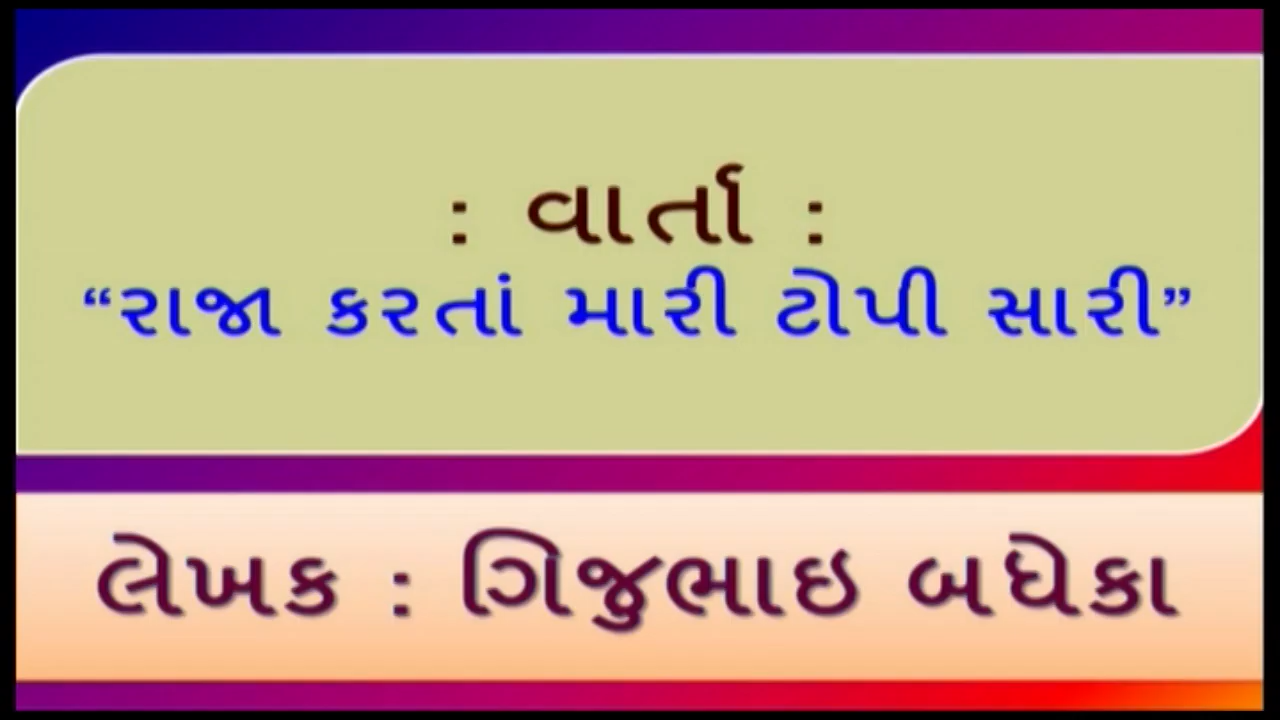 : વાર્તા :
“રાજા કરતાં મારી ટોપી સારી”
લેખક : ગિજુભાઇ બધેકા